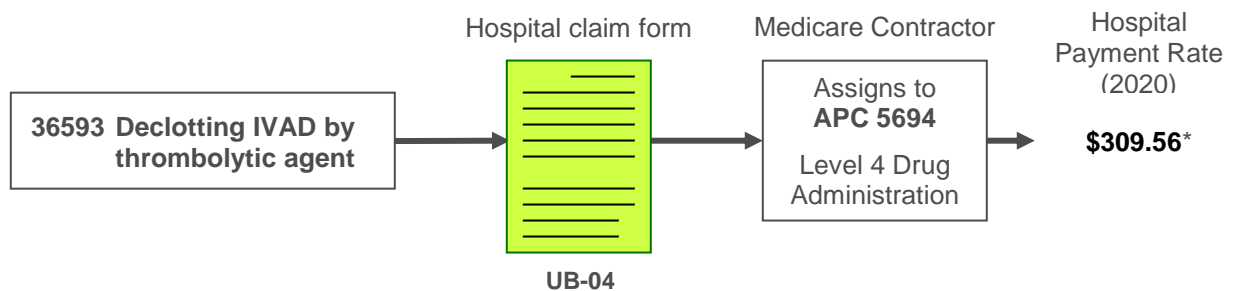 Hospital claim form
Medicare Contractor
Hospital
Payment Rate
(2020)
36593 Declotting IVAD by
thrombolytic agent
Assigns to
APC 5694
Level 4 Drug
Administration
$309.56*
UB-04